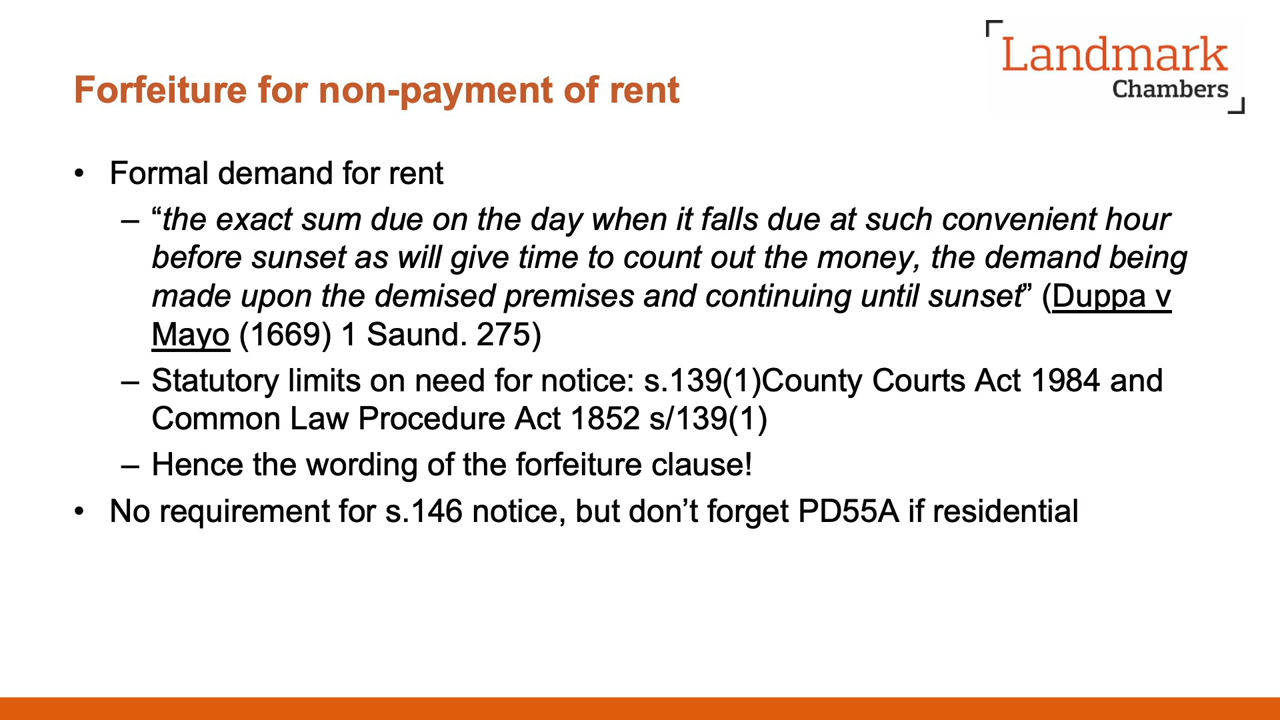 Landmark
Chambers
Forfeiture for non-payment of rent
• Formal demand for rent
– “the exact sum due on the day when it falls due at such convenient hour
before sunset as will give time to count out the money, the demand being
made upon the demised premises and continuing until sunset” (Duppa v
Mayo (1669) 1 Saund. 275)
– Statutory limits on need for notice: s.139(1)County Courts Act 1984 and
Common Law Procedure Act 1852 s/139(1)
– Hence the wording of the forfeiture clause!
• No requirement for s.146 notice, but don’t forget PD55A if residential